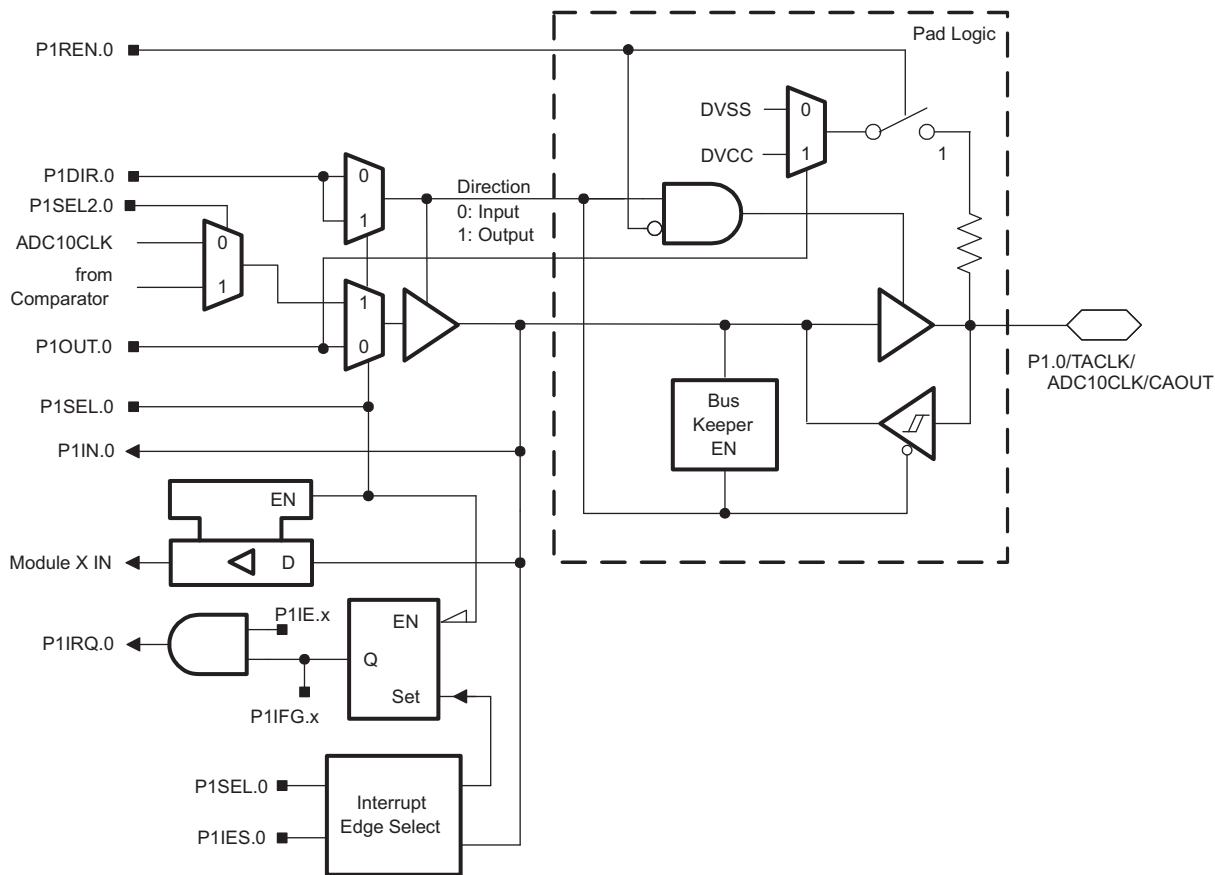 Pad Logic
P1REN.0
DVSS
0
DVCC
1
1
P1DIR.0
0
1
Direction
0: Input
1: Output
P1SEL2.0
ADC10CLK
0
from
Comparator
1
1
0
P1OUT.0
P1.0/TACLK/
ADC10CLK/CAOUT
P1SEL.0
Bus
Keeper
EN
P1IN.0
EN
Module X IN
D
P1IE.x
EN
P1IRQ.0
Q
Set
P1IFG.x
P1SEL.0
Interrupt
Edge Select
P1IES.0